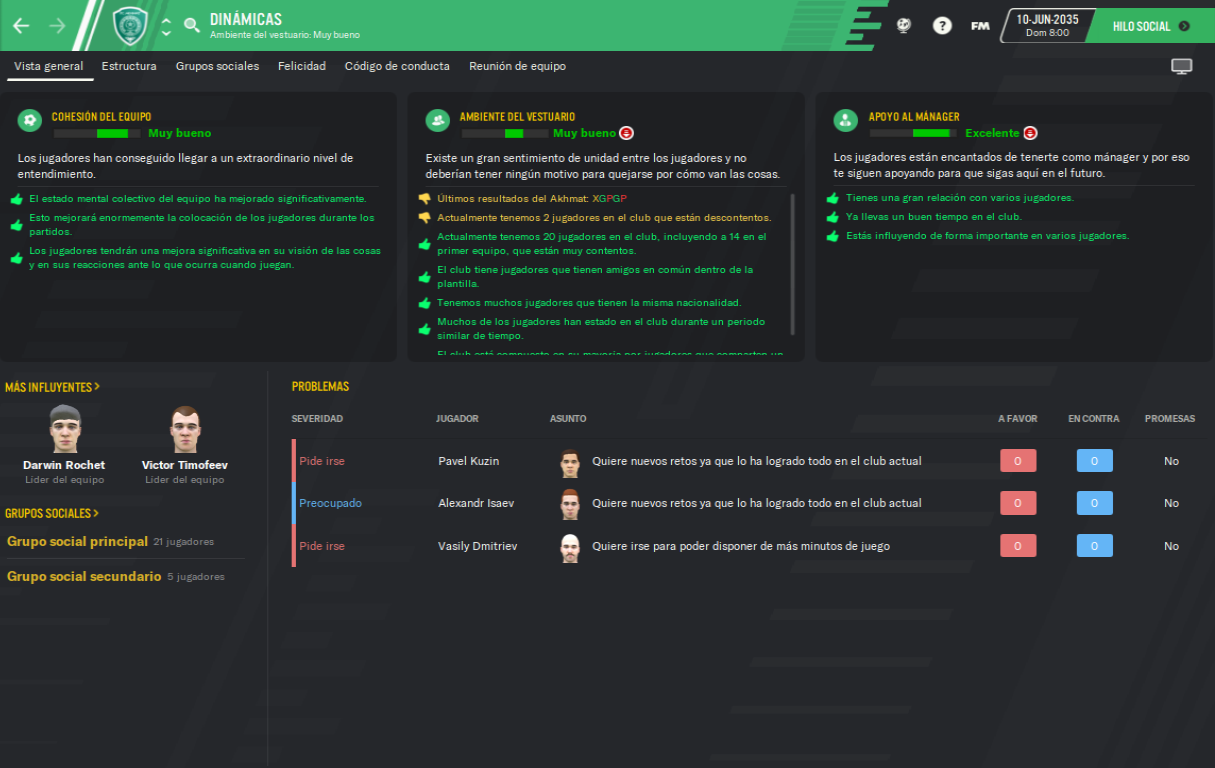 DINÁMICAS
Ambiente del vestuario: Muy bueno
?
FM
10-JUN-2035
Dom 8:00
HILO SOCIAL
Vista general
Estructura
Grupos sociales
Felicidad
Código de conducta
Reunión de equipo
COHESIÓN DEL EQUIPO
Muy bueno
Los jugadores han conseguido llegar a un extraordinario nivel de
entendimiento.
El estado mental colectivo del equipo ha mejorado significativamente.
Esto mejorará enormemente la colocación de los jugadores durante los
partidos.
Los jugadores tendrán una mejora significativa en su visión de las cosas
y en sus reacciones ante lo que ocurra cuando juegan.
AMBIENTE DEL VESTUARIO
Muy bueno
Existe un gran sentimiento de unidad entre los jugadores y no
deberían tener ningún motivo para quejarse por cómo van las cosas.
Últimos resultados del Akhmat: XGPGP
Actualmente tenemos 2 jugadores en el club que están descontentos.
Actualmente tenemos 20 jugadores en el club, incluyendo a 14 en el
primer equipo, que están muy contentos.
El club tiene jugadores que tienen amigos en común dentro de la
plantilla.
Tenemos muchos jugadores que tienen la misma nacionalidad.
Muchos de los jugadores han estado en el club durante un periodo
similar de tiempo.
El club está compuesto en su mayoría por jugadores que comparten un
APOYO AL MÁNAGER
Excelente
Los jugadores están encantados de tenerte como mánager y por eso
te siguen apoyando para que sigas aquí en el futuro.
Tienes una gran relación con varios jugadores.
Ya llevas un buen tiempo en el club.
Estás influyendo de forma importante en varios jugadores.
MÁS INFLUYENTES >
Darwin Rochet
Líder del equipo
Victor Timofeev
Líder del equipo
GRUPOS SOCIALES >
Grupo social principal 21 jugadores
Grupo social secundario 5 jugadores
PROBLEMAS
SEVERIDAD JUGADOR ASUNTO A FAVOR EN CONTRA PROMESAS
Pide irse Pavel Kuzin Quiere nuevos retos ya que lo ha logrado todo en el club actual 0 0 No
Preocupado Alexandr Isaev Quiere nuevos retos ya que lo ha logrado todo en el club actual 0 0 No
Pide irse Vasily Dmitriev Quiere irse para poder disponer de más minutos de juego 0 0 No